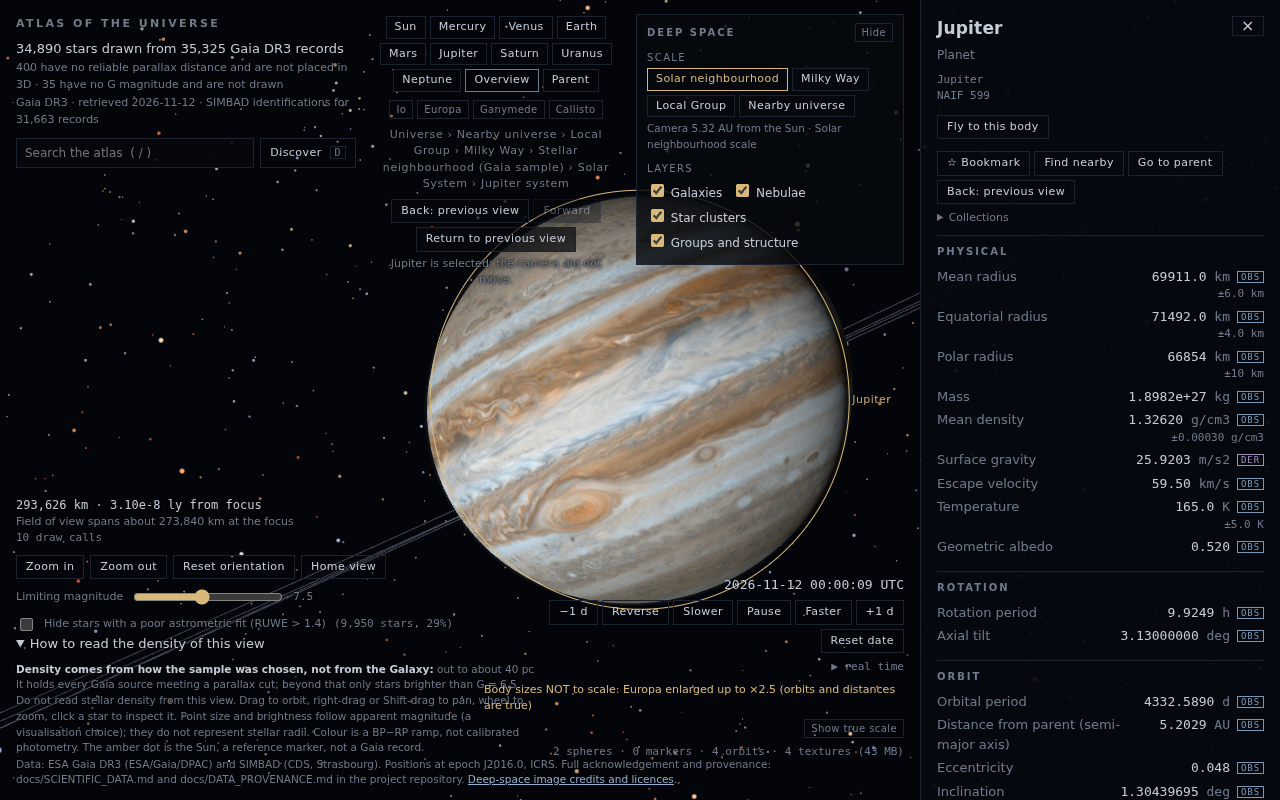 ATLAS OF THE UNIVERSE
34,890 stars drawn from 35,325 Gaia DR3 records
400 have no reliable parallax distance and are not placed in
3D · 35 have no G magnitude and are not drawn
Gaia DR3 · retrieved 2026-11-12 · SIMBAD identifications for
31,663 records
Search the atlas ( / )
Discover D
Sun Mercury Venus Earth
Mars Jupiter Saturn Uranus
Neptune Overview Parent
Io Europa Ganymede Callisto
Universe › Nearby universe › Local
Group › Milky Way › Stellar
neighbourhood (Gaia sample) › Solar
System › Jupiter system
Back: previous view Forward
Return to previous view
Jupiter is selected; the camera did not
move.
DEEP SPACE Hide
SCALE
Solar neighbourhood Milky Way
Local Group Nearby universe
Camera 5.32 AU from the Sun · Solar
neighbourhood scale
LAYERS
Galaxies Nebulae
Star clusters
Groups and structure
Jupiter
293,626 km · 3.10e-8 ly from focus
Field of view spans about 273,840 km at the focus
10 draw calls
Zoom in Zoom out Reset orientation Home view
Limiting magnitude 7.5
Hide stars with a poor astrometric fit (RUWE > 1.4) (9,950 stars, 29%)
▼ How to read the density of this view
Density comes from how the sample was chosen, not from the Galaxy: out to about 40 pc
it holds every Gaia source meeting a parallax cut; beyond that only stars brighter than G = 6.5.
Do not read stellar density from this view. Drag to orbit, right-drag or Shift-drag to pan, wheel to
zoom, click a star to inspect it. Point size and brightness follow apparent magnitude (a
visualisation choice); they do not represent stellar radii. Colour is a BP−RP ramp, not calibrated
photometry. The amber dot is the Sun, a reference marker, not a Gaia record.
Data: ESA Gaia DR3 (ESA/Gaia/DPAC) and SIMBAD (CDS, Strasbourg). Positions at epoch J2016.0, ICRS. Full acknowledgement and provenance:
docs/SCIENTIFIC_DATA.md and docs/DATA_PROVENANCE.md in the project repository. Deep-space image credits and licences.
2026-11-12 00:00:09 UTC
−1 d Reverse Slower Pause Faster +1 d
Reset date
▶ real time
Body sizes NOT to scale: Europa enlarged up to ×2.5 (orbits and distances
are true)
Show true scale
2 spheres · 0 markers · 4 orbits · 4 textures (43 MB)
Jupiter ×
Planet
Jupiter
NAIF 599
Fly to this body
☆ Bookmark Find nearby Go to parent
Back: previous view
▶ Collections
PHYSICAL
Mean radius 69911.0 km OBS
±6.0 km
Equatorial radius 71492.0 km OBS
±4.0 km
Polar radius 66854 km OBS
±10 km
Mass 1.8982e+27 kg OBS
Mean density 1.32620 g/cm3 OBS
±0.00030 g/cm3
Surface gravity 25.9203 m/s2 DER
Escape velocity 59.50 km/s OBS
Temperature 165.0 K OBS
±5.0 K
Geometric albedo 0.520 OBS
ROTATION
Rotation period 9.9249 h OBS
Axial tilt 3.13000000 deg OBS
ORBIT
Orbital period 4332.5890 d OBS
Distance from parent (semi-major axis) 5.2029 AU OBS
Eccentricity 0.048 OBS
Inclination 1.30439695 deg OBS